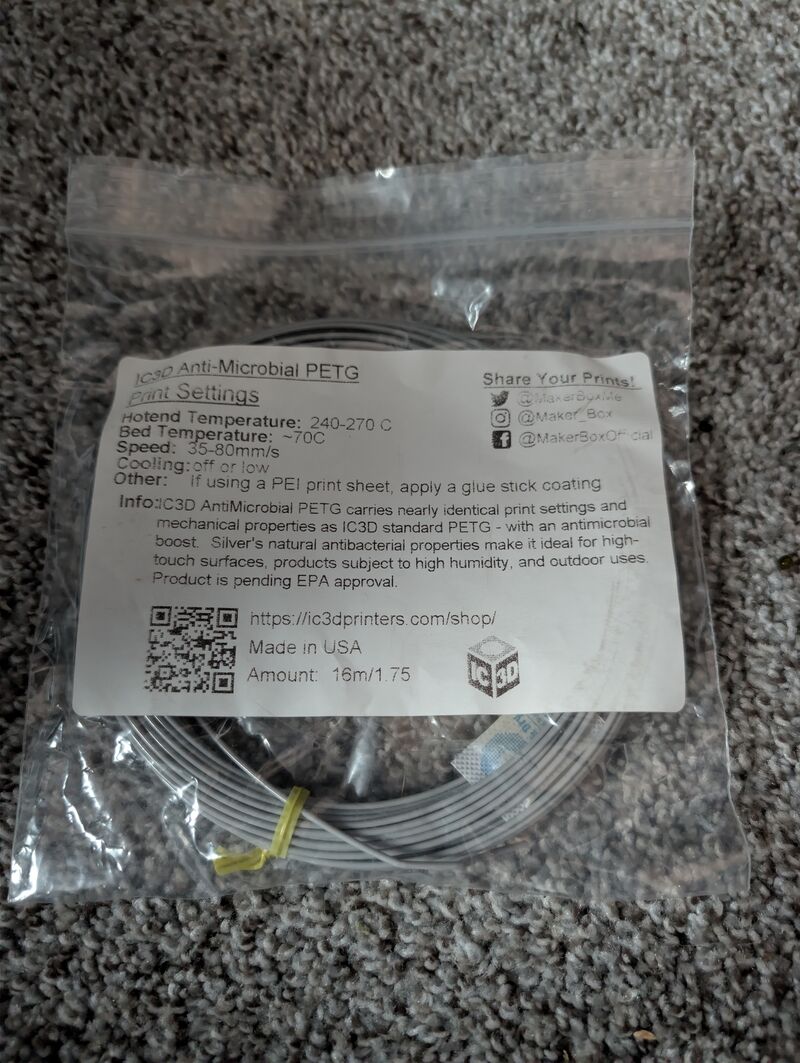 IC3D Anti-Microbial PETG
Print Settings
Hotend Temperature: 240-270 C
Bed Temperature: ~70C
Speed: 35-80mm/s
Cooling: off or low
Other: If using a PEI print sheet, apply a glue stick coating
Info: IC3D AntiMicrobial PETG carries nearly identical print settings and
mechanical properties as IC3D standard PETG - with an antimicrobial
boost. Silver's natural antibacterial properties make it ideal for high-
touch surfaces, products subject to high humidity, and outdoor uses.
Product is pending EPA approval.
Share Your Prints!
@MakerBoxMe
@Maker_Box
@MakerBoxOfficial
https://ic3dprinters.com/shop/
Made in USA
Amount: 16m/1.75
IC3D